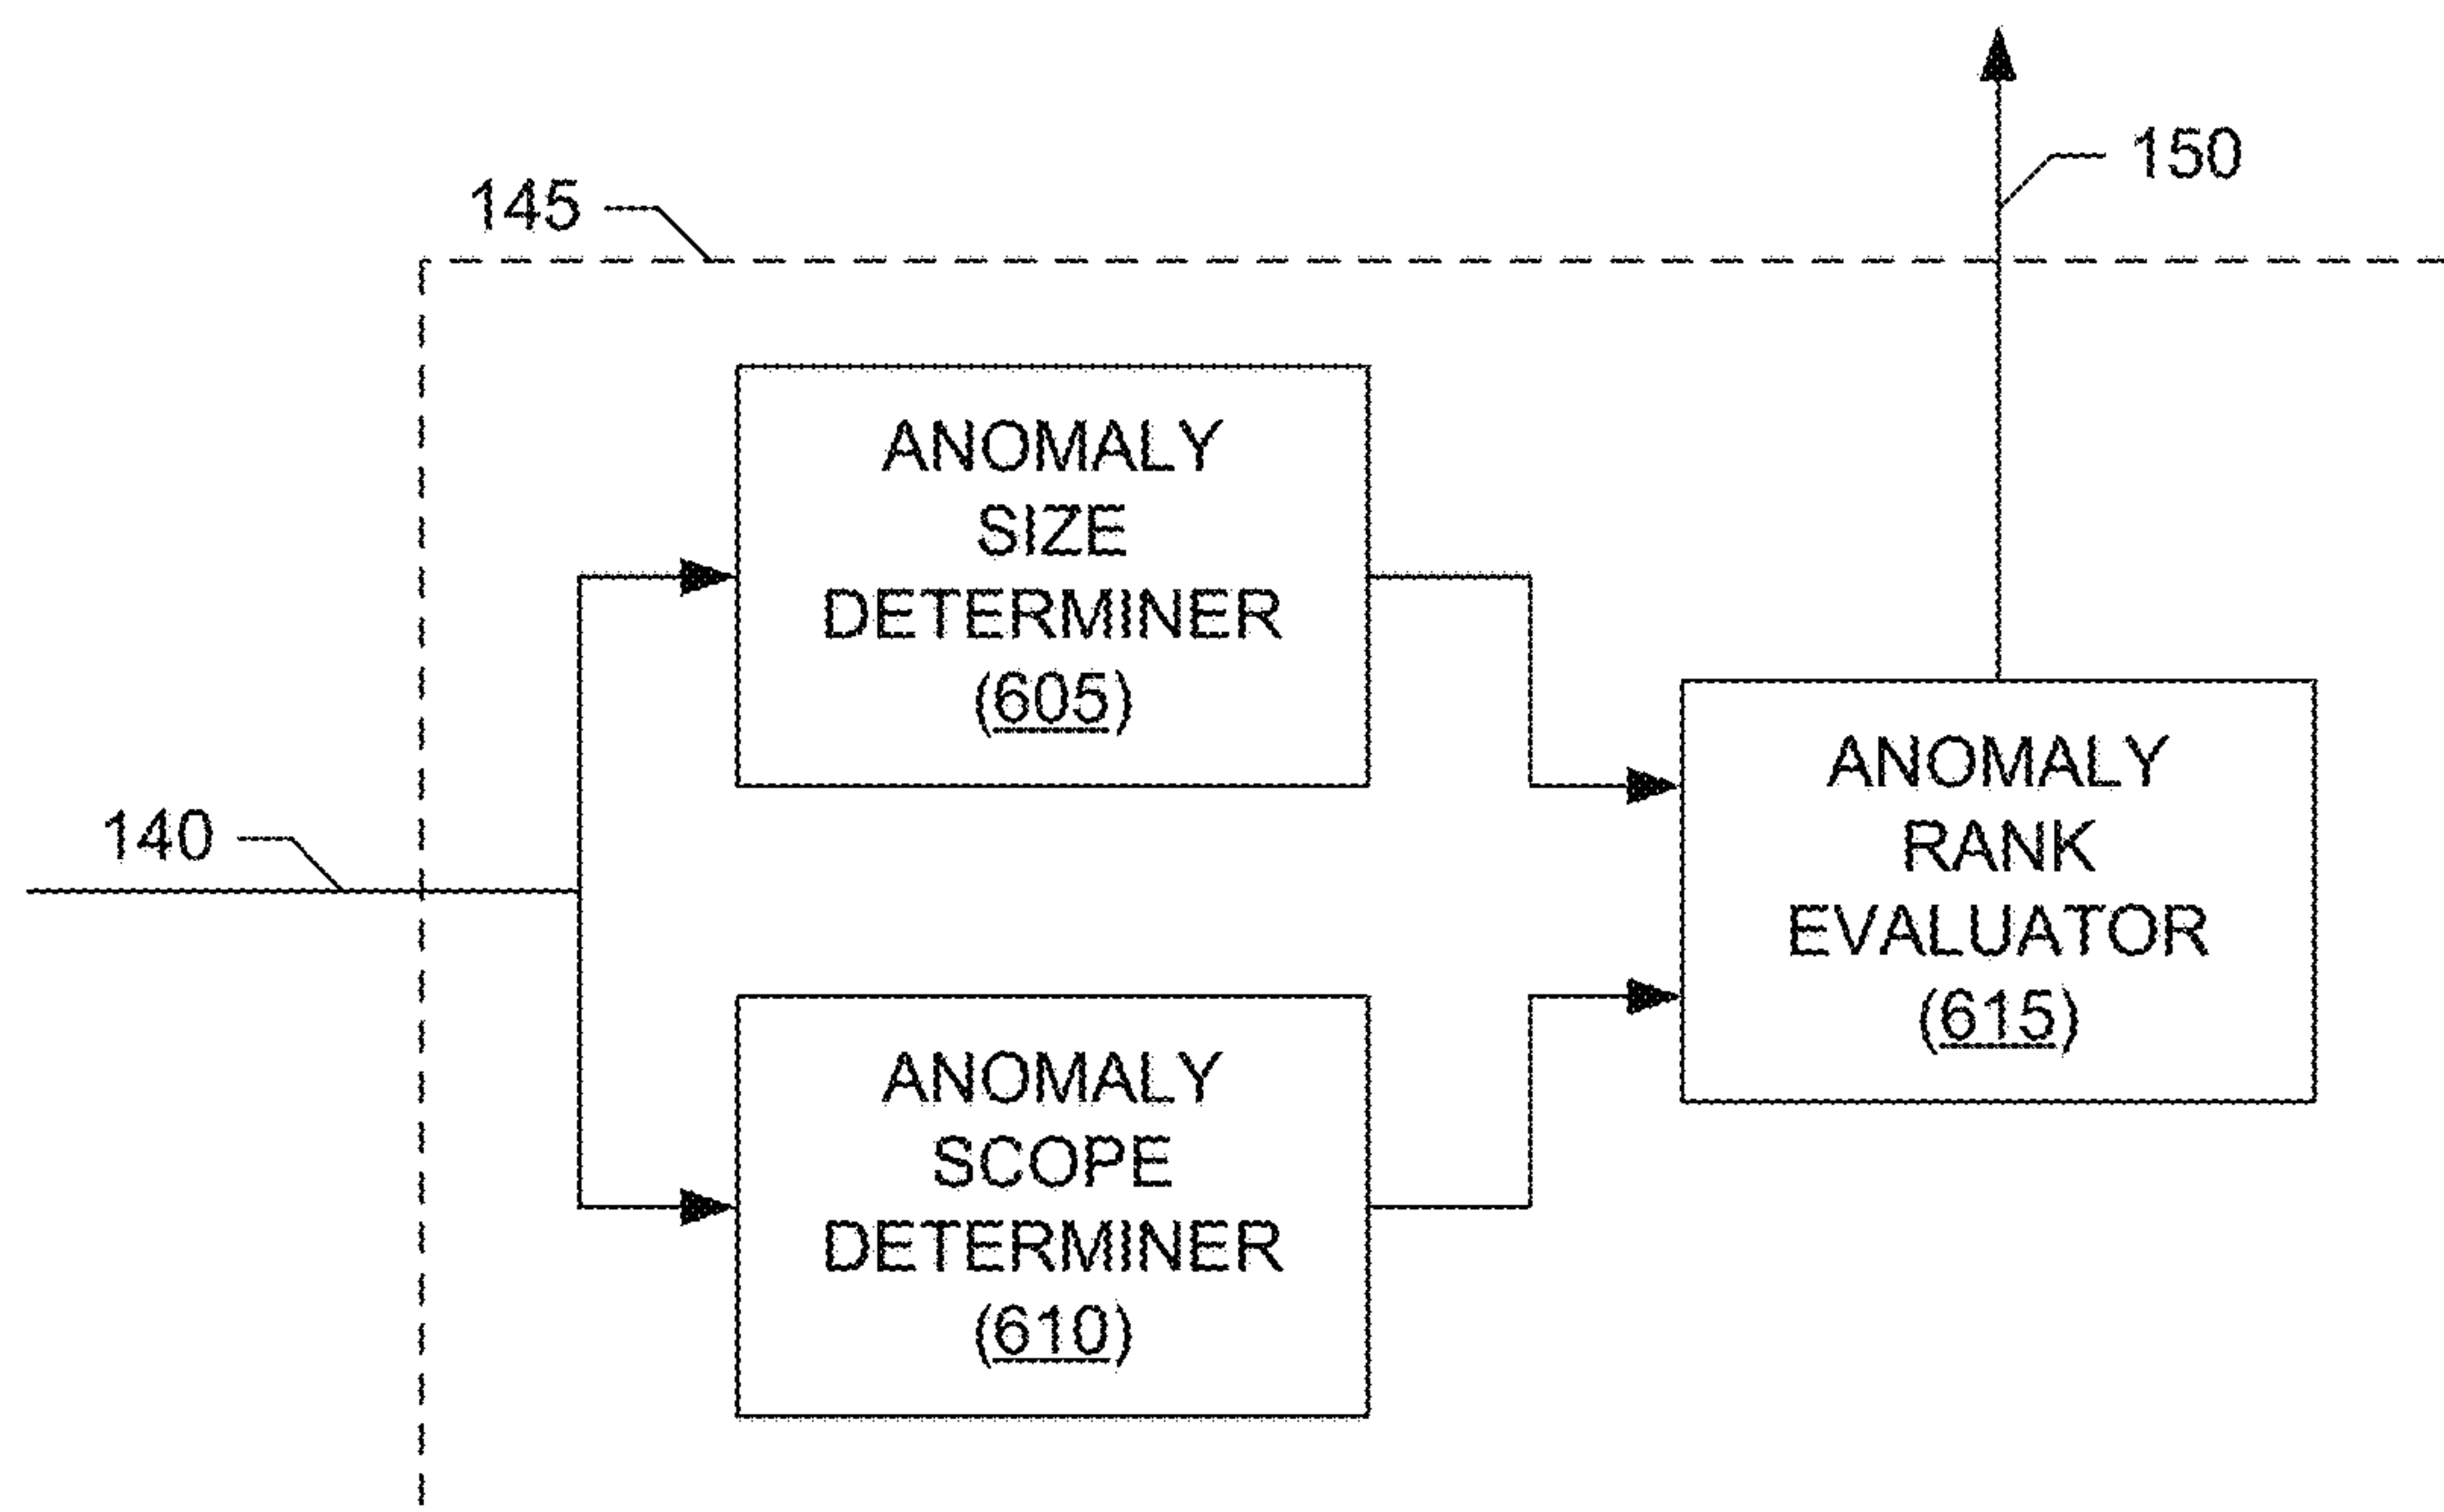 150
145
ANOMALY
SIZE
DETERMINER
(605)
140
ANOMALY
RANK
EVALUATOR
(615)
ANOMALY
SCOPE
DETERMINER
(610)